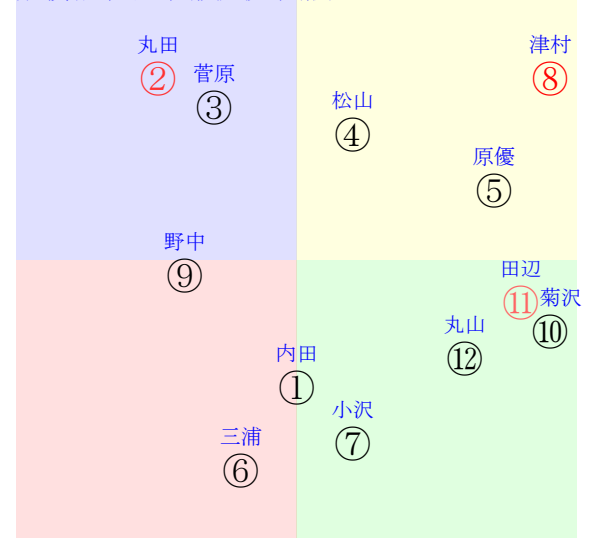 丸田
②
菅原
③
松山
④
津村
⑧
原優
⑤
野中
⑨
田辺
⑪
菊沢
⑩
丸山
⑫
内田
①
小沢
⑦
三浦
⑥